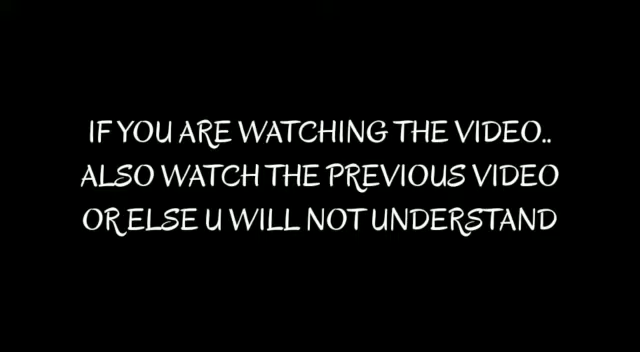 IF YOU ARE WATCHING THE VIDEO..
ALSO WATCH THE PREVIOUS VIDEO
OR ELSE U WILL NOT UNDERSTAND